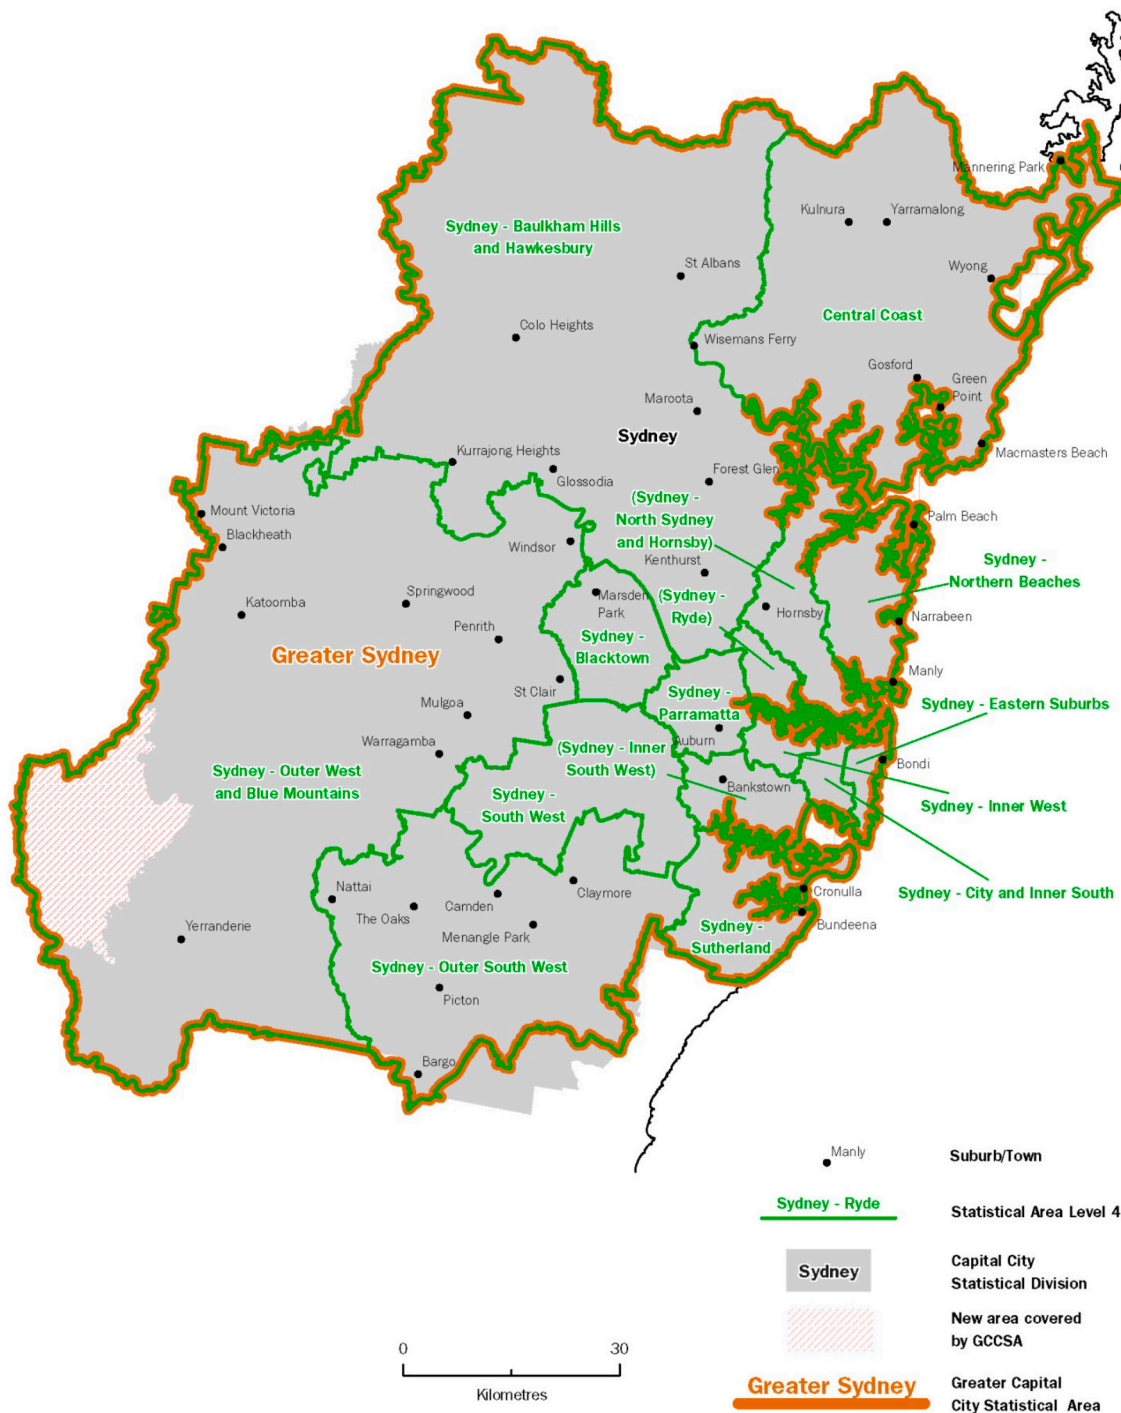 Mannering Park
Kulnura
Yarramalong
Sydney - Baulkham Hills
and Hawkesbury
St Albans
Wyong
Central Coast
Colo Heights
Wisemans Ferry
Gosford
Green
Point
Maroota
Sydney
Macmasters Beach
Kurrajong Heights
Glossodia
Forest Glen
(Sydney -
North Sydney
and Hornsby)
Mount Victoria
Blackheath
Windsor
Palm Beach
Kenthurst
Sydney -
Northern Beaches
Springwood
Katoomba
Marsden
Park
(Sydney -
Ryde)
Hornsby
Narrabeen
Penrith
Sydney -
Blacktown
Greater Sydney
St Clair
Manly
Sydney -
Parramatta
Sydney - Eastern Suburbs
Mulgoa
Warragamba
Auburn
(Sydney - Inner
South West)
Bondi
Sydney - Outer West
and Blue Mountains
Bankstown
Sydney -
South West
Sydney - Inner West
Nattai
The Oaks
Camden
Claymore
Cronulla
Sydney - City and Inner South
Yerranderie
Menangle Park
Bundeena
Sydney -
Sutherland
Sydney - Outer South West
Picton
Bargo
Manly
Suburb/Town
Sydney - Ryde
Statistical Area Level 4
Sydney
Capital City
Statistical Division
New area covered
by GCCSA
0
30
Kilometres
Greater Sydney
Greater Capital
City Statistical Area